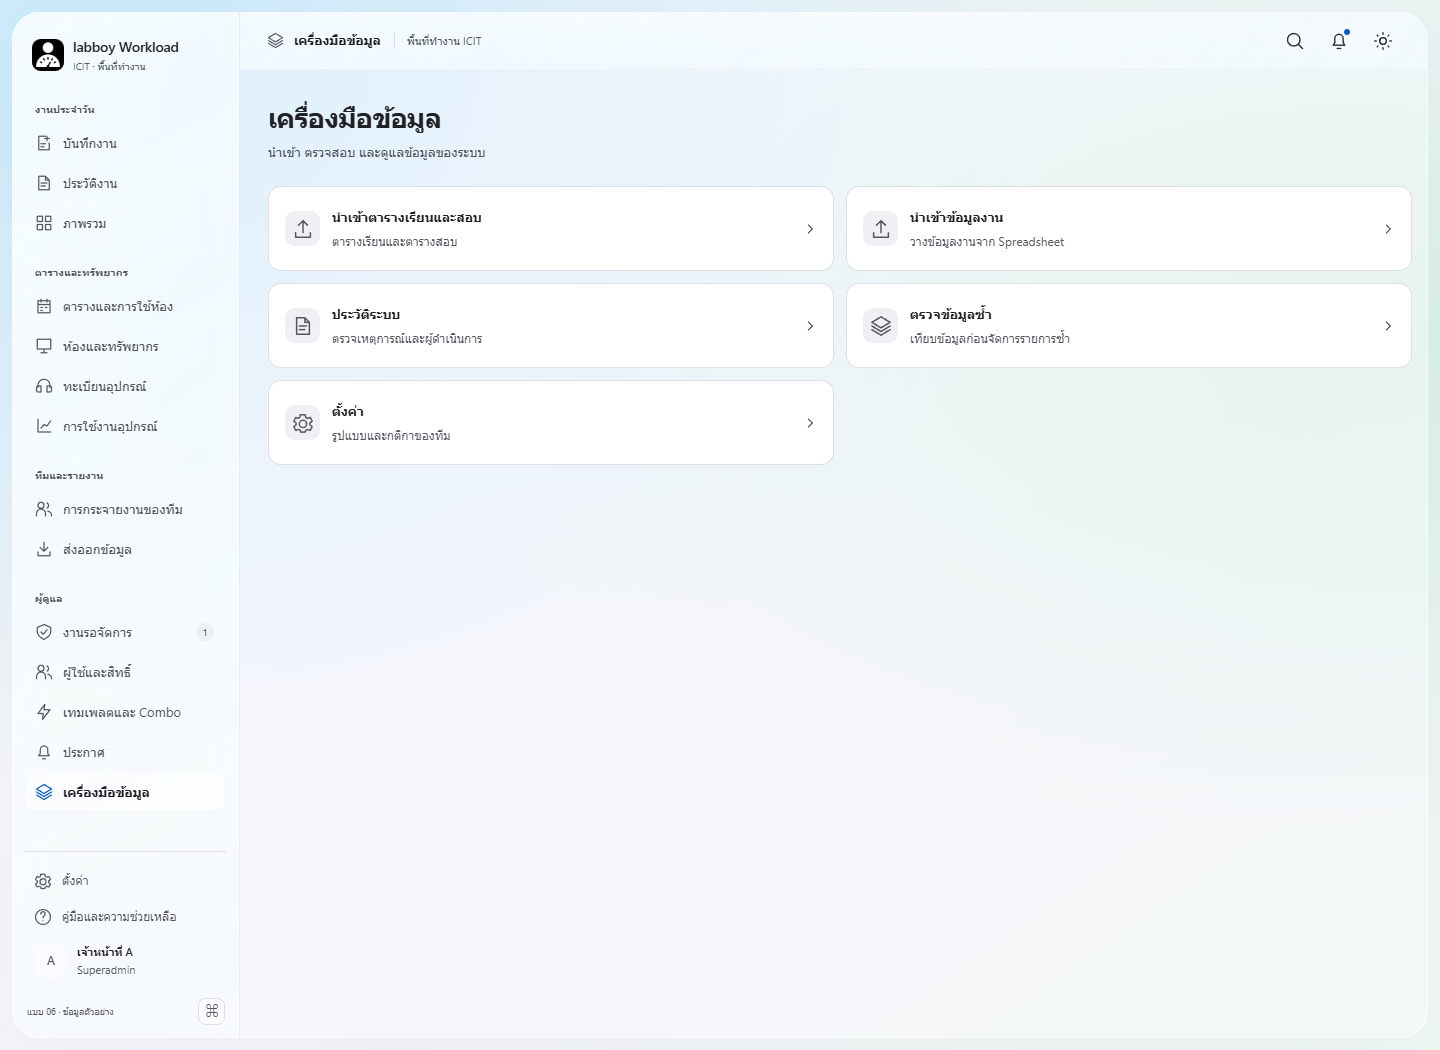 labboy Workload
ICIT · พื้นที่ทำงาน
งานประจำวัน
บันทึกงาน
ประวัติงาน
ภาพรวม
ตารางและทรัพยากร
ตารางและการใช้ห้อง
ห้องและทรัพยากร
ทะเบียนอุปกรณ์
การใช้งานอุปกรณ์
ทีมและรายงาน
การกระจายงานของทีม
ส่งออกข้อมูล
ผู้ดูแล
งานรอจัดการ 1
ผู้ใช้และสิทธิ์
เทมเพลตและ Combo
ประกาศ
เครื่องมือข้อมูล
ตั้งค่า
คู่มือและความช่วยเหลือ
A
เจ้าหน้าที่ A
Superadmin
แบบ 06 · ข้อมูลตัวอย่าง ⌘
เครื่องมือข้อมูล พื้นที่ทำงาน ICIT
เครื่องมือข้อมูล
นำเข้า ตรวจสอบ และดูแลข้อมูลของระบบ
นำเข้าตารางเรียนและสอบ
ตารางเรียนและตารางสอบ
นำเข้าข้อมูลงาน
วางข้อมูลงานจาก Spreadsheet
ประวัติระบบ
ตรวจเหตุการณ์และผู้ดำเนินการ
ตรวจข้อมูลซ้ำ
เทียบข้อมูลก่อนจัดการรายการซ้ำ
ตั้งค่า
รูปแบบและกติกาของทีม